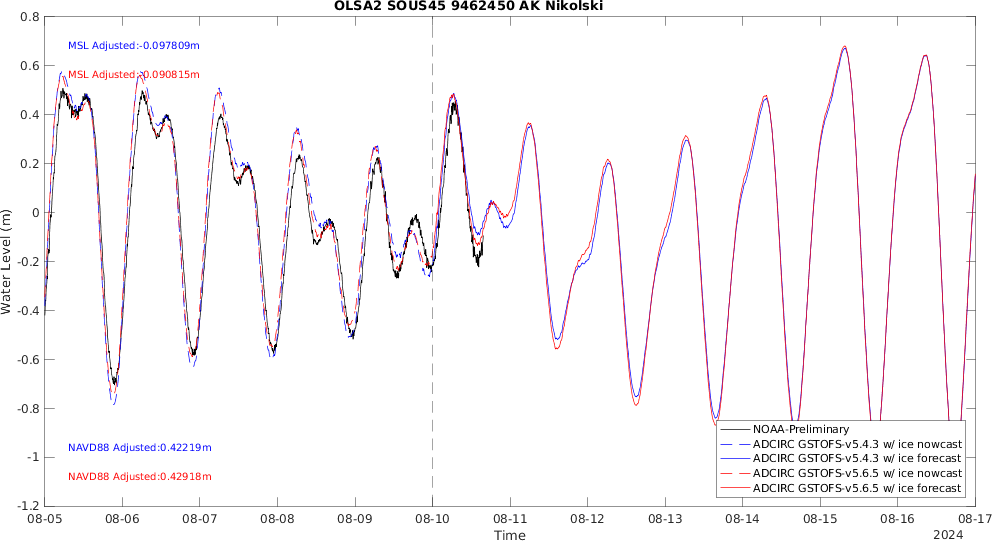 OLSA2 SOUS45 9462450 AK Nikolski
0.8
0.6
0.4
0.2
0
-0.2
-0.4
-0.6
-0.8
-1
-1.2
Water Level (m)
MSL Adjusted:-0.097809m
MSL Adjusted:-0.090815m
NAVD88 Adjusted:0.42219m
NAVD88 Adjusted:0.42918m
NOAA-Preliminary
ADCIRC GSTOFS-v5.4.3 w/ ice nowcast
ADCIRC GSTOFS-v5.4.3 w/ ice forecast
ADCIRC GSTOFS-v5.6.5 w/ ice nowcast
ADCIRC GSTOFS-v5.6.5 w/ ice forecast
08-05 08-06 08-07 08-08 08-09 08-10 08-11 08-12 08-13 08-14 08-15 08-16 08-17
Time
2024